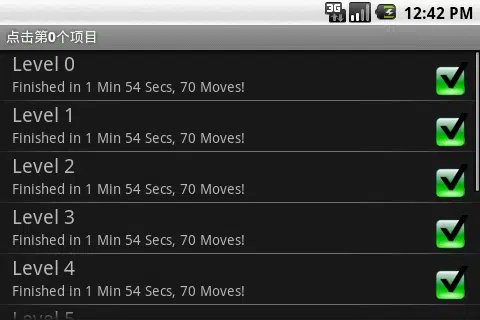 3G 12:42 PM
点击第0个项目
Level 0
Finished in 1 Min 54 Secs, 70 Moves!
Level 1
Finished in 1 Min 54 Secs, 70 Moves!
Level 2
Finished in 1 Min 54 Secs, 70 Moves!
Level 3
Finished in 1 Min 54 Secs, 70 Moves!
Level 4
Finished in 1 Min 54 Secs, 70 Moves!
Level 5